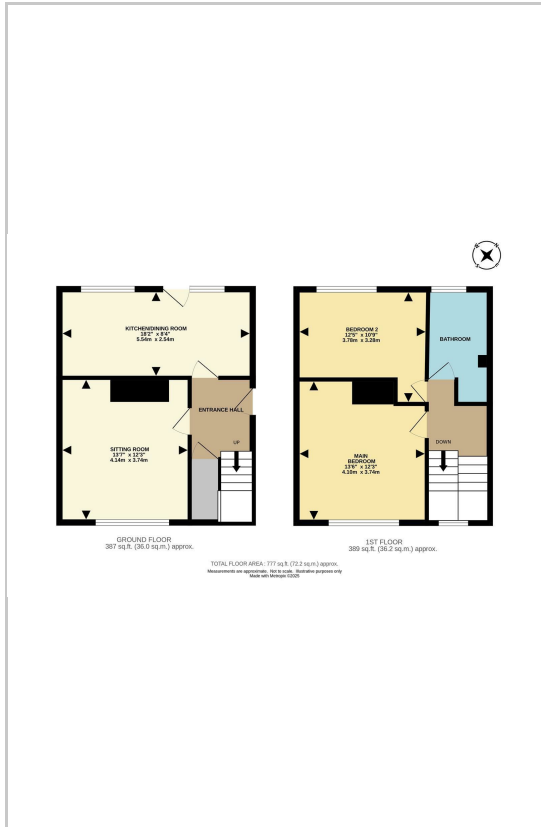 KITCHEN/DINING ROOM
18'2" x 8'4"
5.54m x 2.54m
ENTRANCE HALL
UP
SITTING ROOM
13'7" x 12'3"
4.14m x 3.74m
GROUND FLOOR
387 sq.ft. (36.0 sq.m.) approx.
BEDROOM 2
12'5" x 10'9"
3.78m x 3.28m
BATHROOM
DOWN
MAIN
BEDROOM
13'6" x 12'3"
4.10m x 3.74m
1ST FLOOR
389 sq.ft. (36.2 sq.m.) approx.
TOTAL FLOOR AREA : 777 sq.ft. (72.2 sq.m.) approx.
Measurements are approximate. Not to scale. Illustrative purposes only
Made with Metropix ©2025